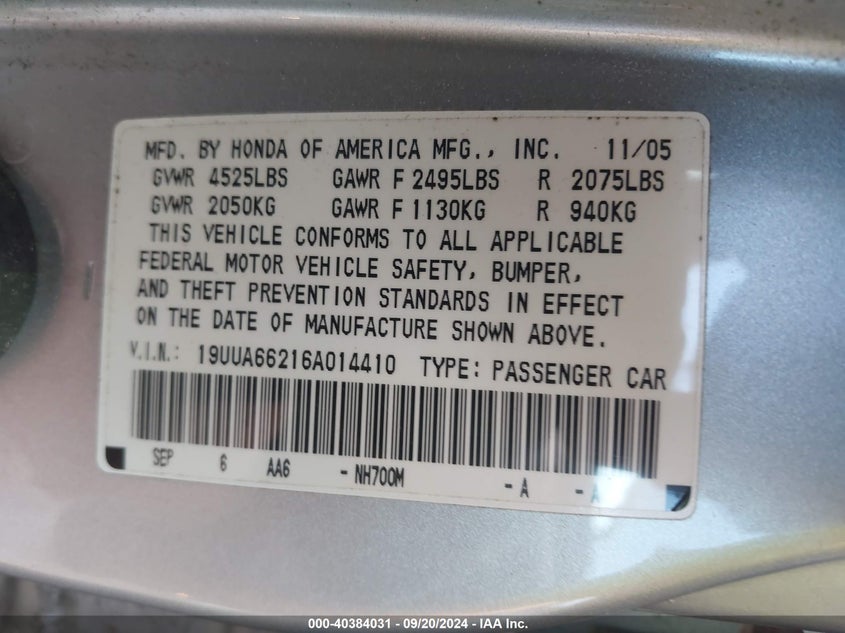 MFD. BY HONDA OF AMERICA MFG., INC. 11/05
GVWR 4525LBS GAWR F 2495LBS R 2075LBS
GVWR 2050KG GAWR F 1130KG R 940KG
THIS VEHICLE CONFORMS TO ALL APPLICABLE
FEDERAL MOTOR VEHICLE SAFETY, BUMPER,
AND THEFT PREVENTION STANDARDS IN EFFECT
ON THE DATE OF MANUFACTURE SHOWN ABOVE.
V.I.N.: 19UUA66216A014410 TYPE: PASSENGER CAR
SEP 6 AA6 - NH700M - A - A
000-40384031 - 09/20/2024 - IAA Inc.